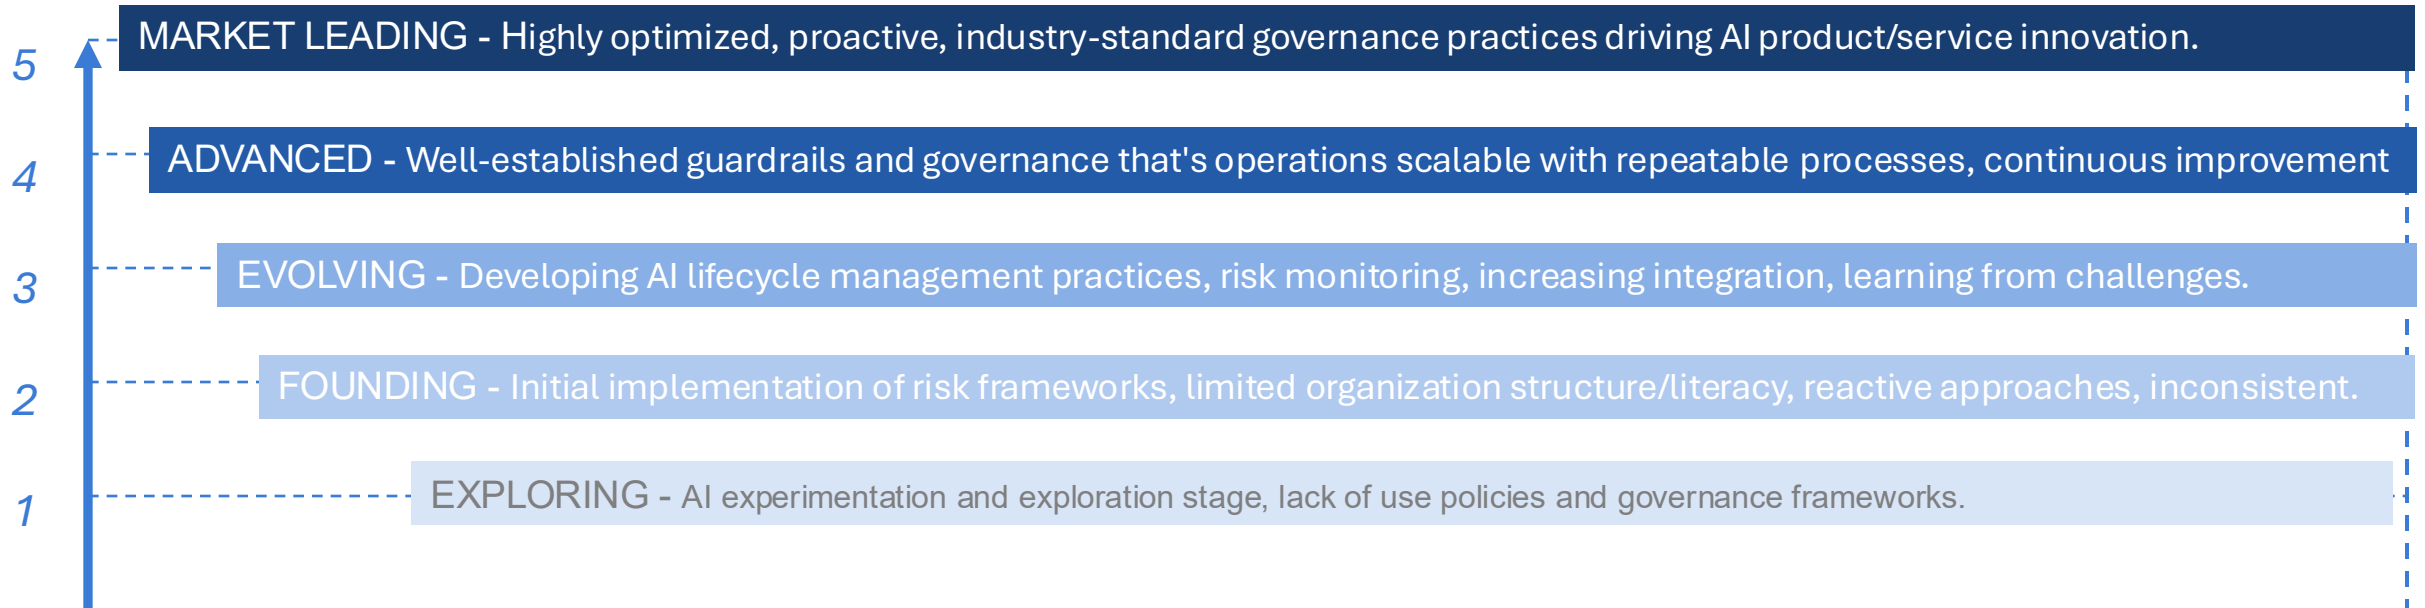 5
MARKET LEADING - Highly optimized, proactive, industry-standard governance practices driving AI product/service innovation.
4
ADVANCED - Well-established guardrails and governance that's operations scalable with repeatable processes, continuous improvement
3
EVOLVING - Developing AI lifecycle management practices, risk monitoring, increasing integration, learning from challenges.
2
FOUNDING - Initial implementation of risk frameworks, limited organization structure/literacy, reactive approaches, inconsistent.
1
EXPLORING - AI experimentation and exploration stage, lack of use policies and governance frameworks.